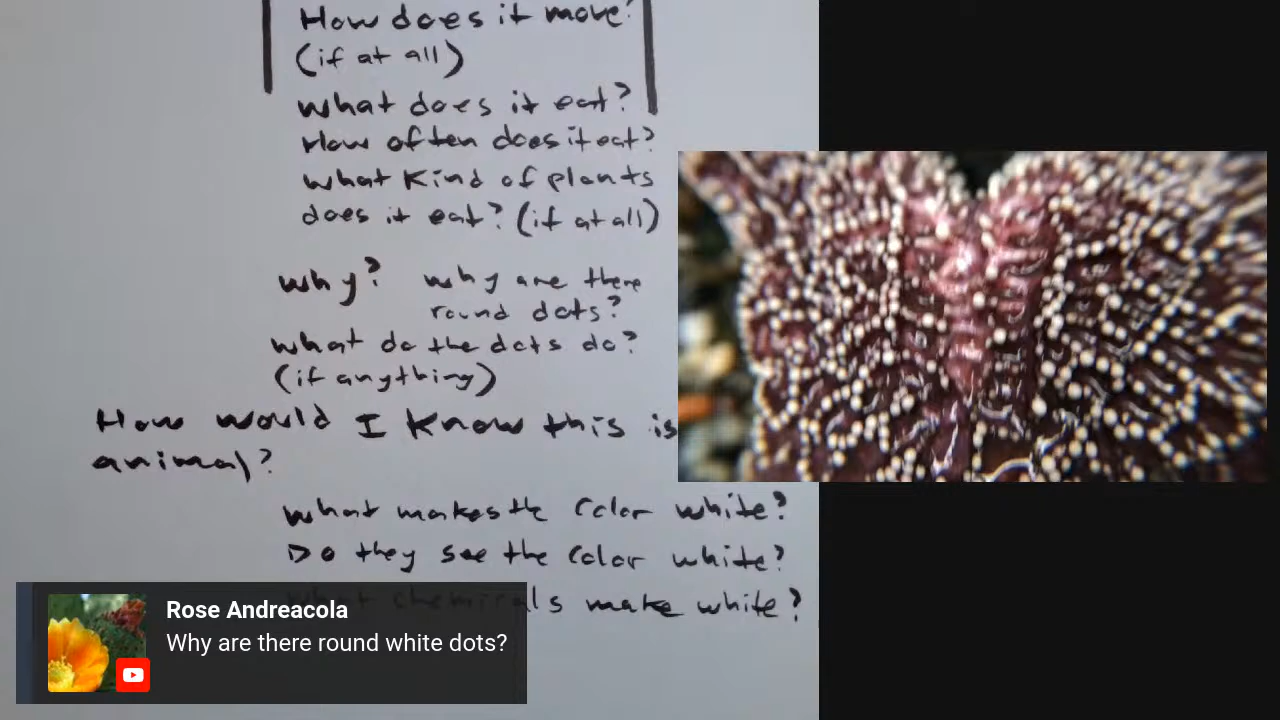 How does it move?
(if at all)
What does it eat?
How often does it eat?
What kind of plants
does it eat? (if at all)
Why? Why are there
round dots?
What do the dots do?
(if anything)
How would I know this is
animal?
What makes the color white?
Do they see the color white?
What chemicals make white?
Rose Andreacola
Why are there round white dots?